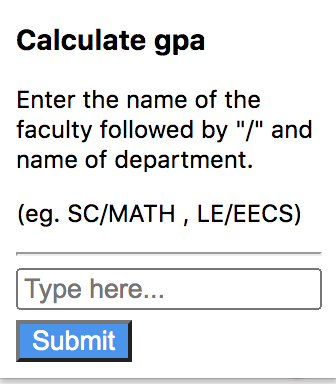 Calculate gpa
Enter the name of the
faculty followed by "/" and
name of department.
(eg. SC/MATH , LE/EECS)
Type here...
Submit